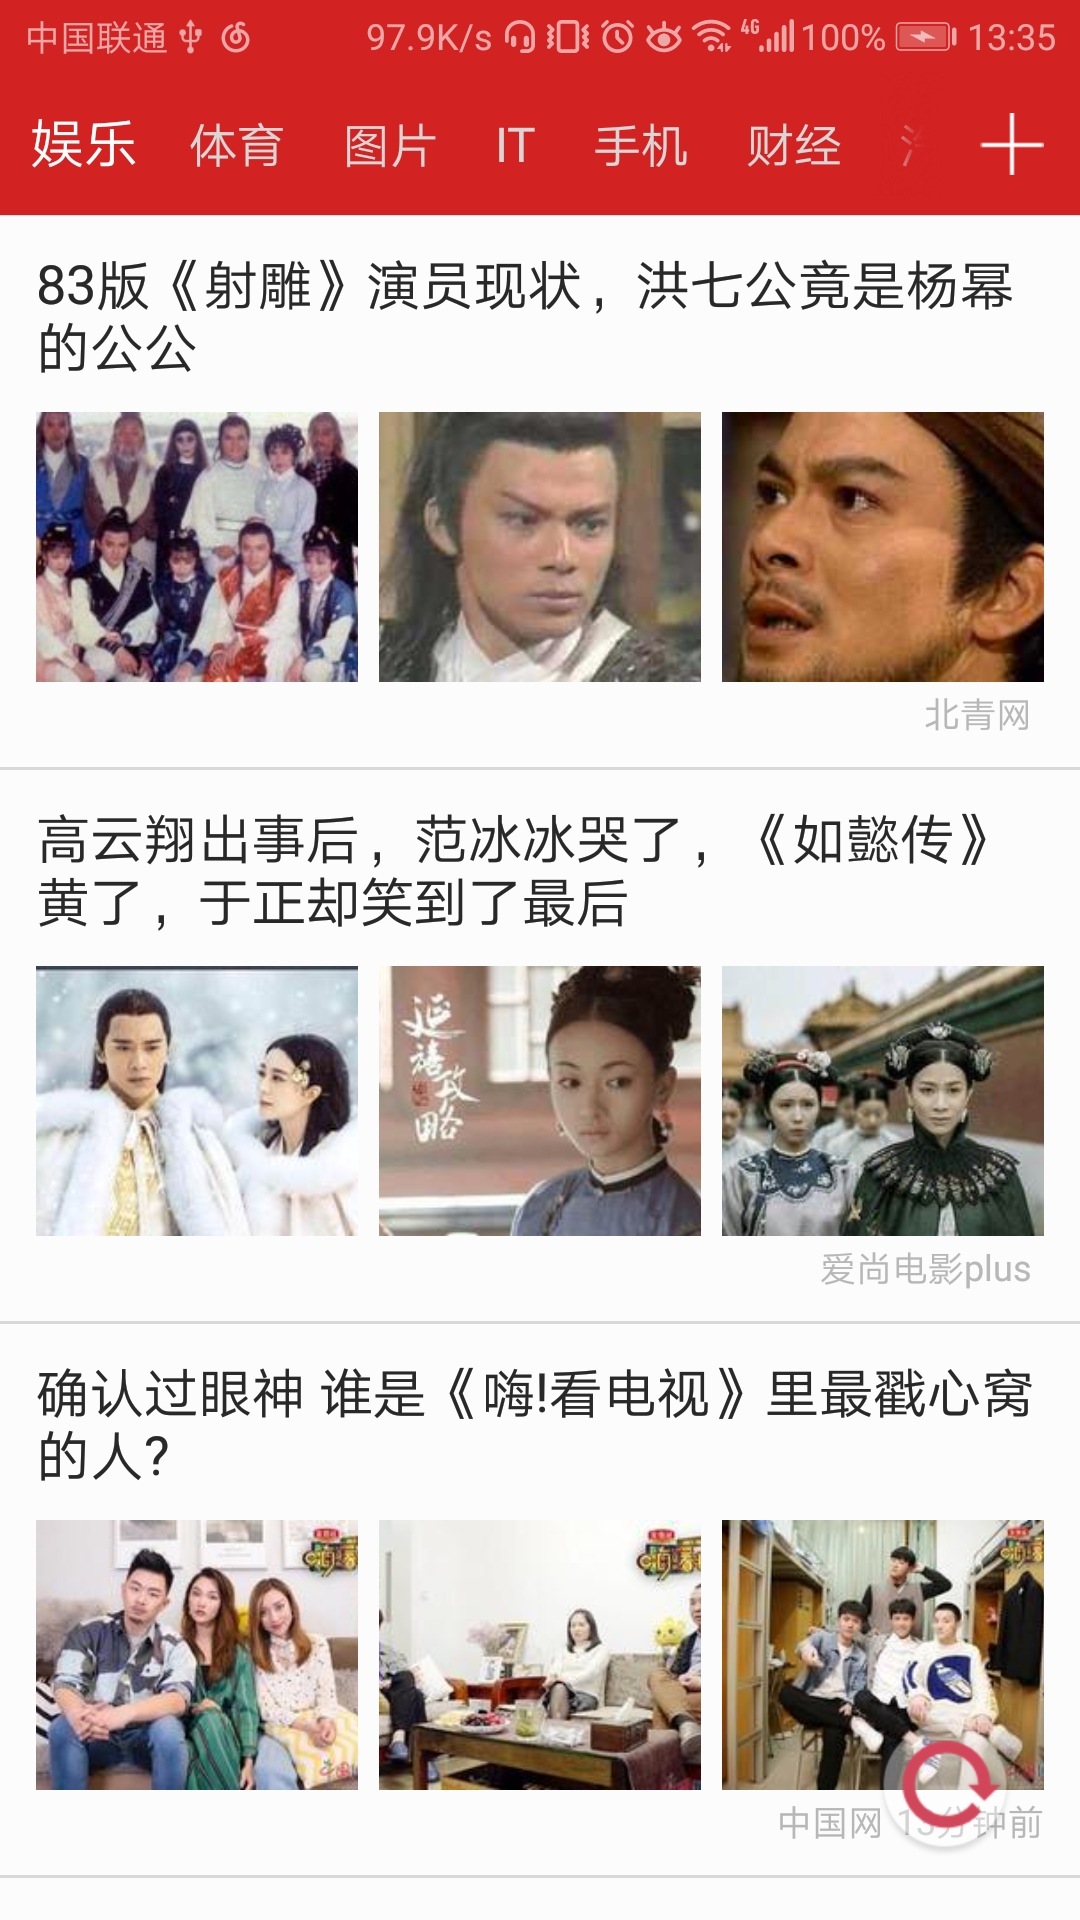 中国联通 97.9K/s 4G 100% 13:35
娱乐 体育 图片 IT 手机 财经
83版《射雕》演员现状，洪七公竟是杨幂
的公公
北青网
高云翔出事后，范冰冰哭了，《如懿传》
黄了，于正却笑到了最后
延禧攻略
爱尚电影plus
确认过眼神 谁是《嗨!看电视》里最戳心窝
的人?
中国网 13分钟前